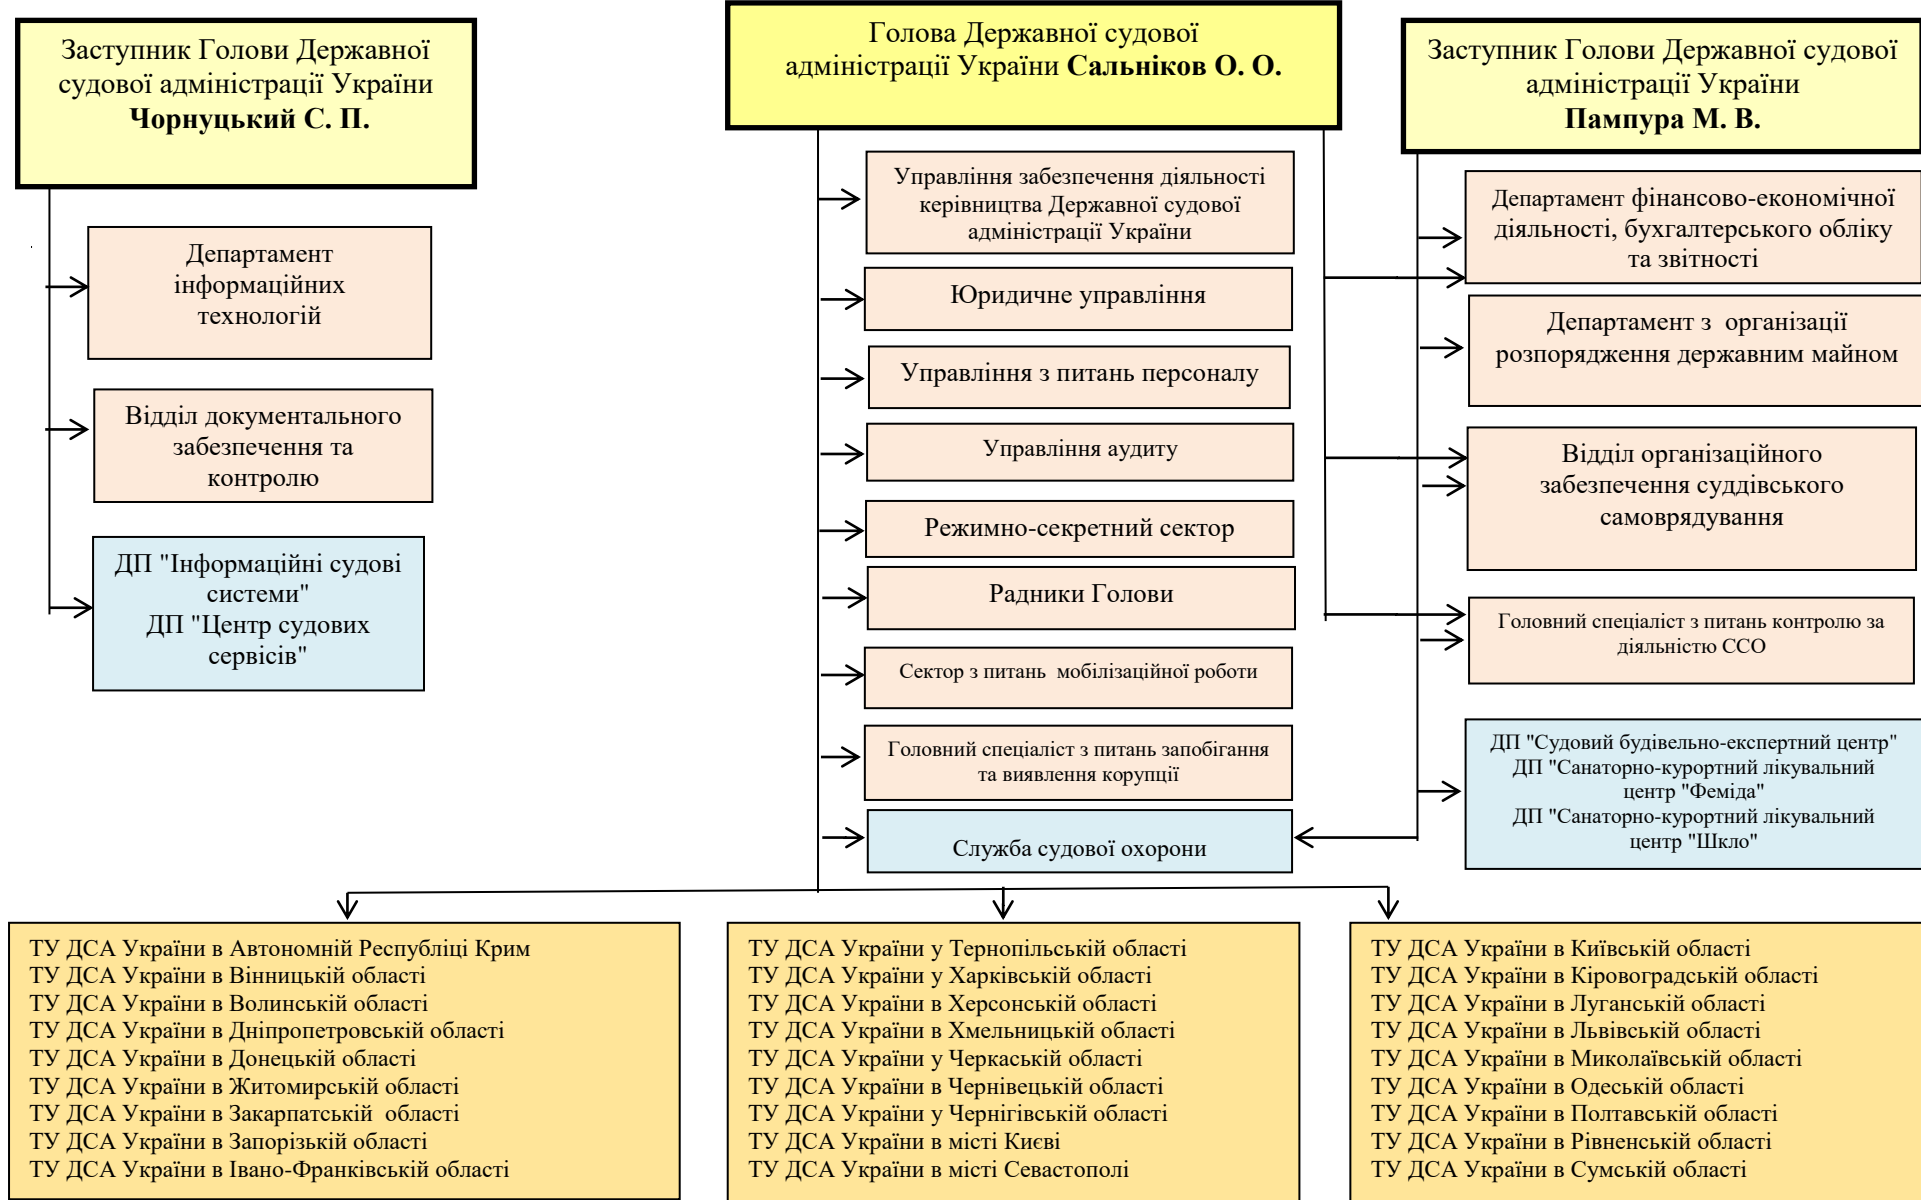 Заступник Голови Державної
судової адміністрації України
Чорнуцький С. П.
Департамент
інформаційних
технологій
Відділ документального
забезпечення та
контролю
ДП "Інформаційні судові
системи"
ДП "Центр судових
сервісів"
Голова Державної судової
адміністрації України Сальніков О. О.
Управління забезпечення діяльності
керівництва Державної судової
адміністрації України
Юридичне управління
Управління з питань персоналу
Управління аудиту
Режимно-секретний сектор
Радники Голови
Сектор з питань  мобілізаційної роботи
Головний спеціаліст з питань запобігання
та виявлення корупції
Служба судової охорони
Заступник Голови Державної судової
адміністрації України
Пампура М. В.
Департамент фінансово-економічної
діяльності, бухгалтерського обліку
та звітності
Департамент з  організації
розпорядження державним майном
Відділ організаційного
забезпечення суддівського
самоврядування
Головний спеціаліст з питань контролю за
діяльністю ССО
ДП "Судовий будівельно-експертний центр"
ДП "Санаторно-курортний лікувальний
центр "Феміда"
ДП "Санаторно-курортний лікувальний
центр "Шкло"
ТУ ДСА України в Автономній Республіці Крим
ТУ ДСА України в Вінницькій області
ТУ ДСА України в Волинській області
ТУ ДСА України в Дніпропетровській області
ТУ ДСА України в Донецькій області
ТУ ДСА України в Житомирській області
ТУ ДСА України в Закарпатській  області
ТУ ДСА України в Запорізькій області
ТУ ДСА України в Івано-Франківській області
ТУ ДСА України у Тернопільській області
ТУ ДСА України у Харківській області
ТУ ДСА України в Херсонській області
ТУ ДСА України в Хмельницькій області
ТУ ДСА України у Черкаській області
ТУ ДСА України в Чернівецькій області
ТУ ДСА України у Чернігівській області
ТУ ДСА України в місті Києві
ТУ ДСА України в місті Севастополі
ТУ ДСА України в Київській області
ТУ ДСА України в Кіровоградській області
ТУ ДСА України в Луганській області
ТУ ДСА України в Львівській області
ТУ ДСА України в Миколаївській області
ТУ ДСА України в Одеській області
ТУ ДСА України в Полтавській області
ТУ ДСА України в Рівненській області
ТУ ДСА України в Сумській області